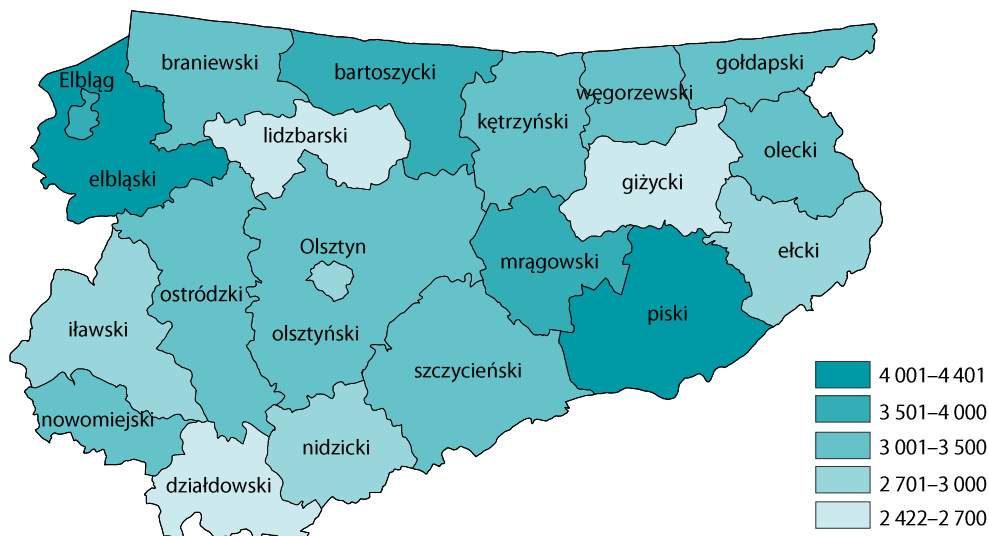 braniewski
bartoszycki
gołdapski
Elbląg
węgorzewski
kętrzyński
lidzbarski
olecki
elbląski
giżycki
Olsztyn
mrągowski
ełcki
ostródzki
iławski
olsztyński
piski
szczycieński
nowomiejski
nidzicki
działdowski
4 001–4 401
3 501–4 000
3 001–3 500
2 701–3 000
2 422–2 700